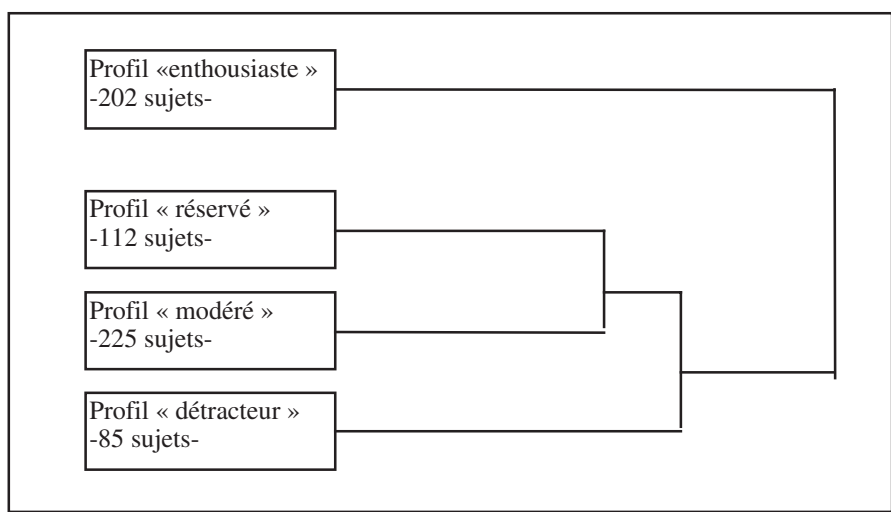 Profil «enthousiaste »
-202 sujets-
Profil « réservé »
-112 sujets-
Profil « modéré »
-225 sujets-
Profil « détracteur »
-85 sujets-